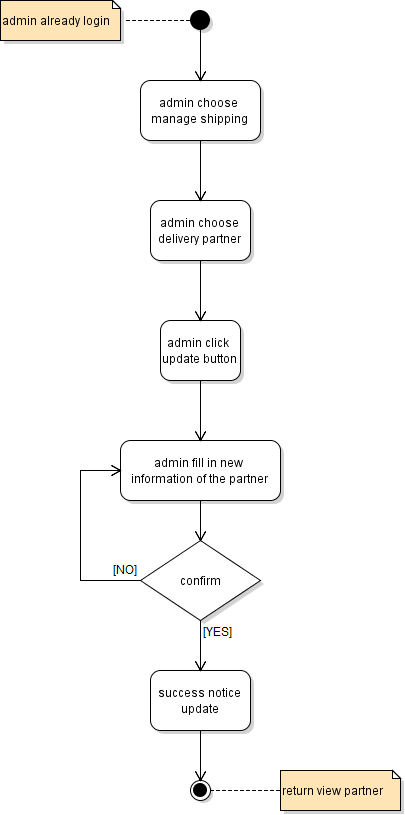 admin already login
admin choose
manage shipping
admin choose
delivery partner
admin click
update button
admin fill in new
information of the partner
[NO]
confirm
[YES]
success notice
update
return view partner